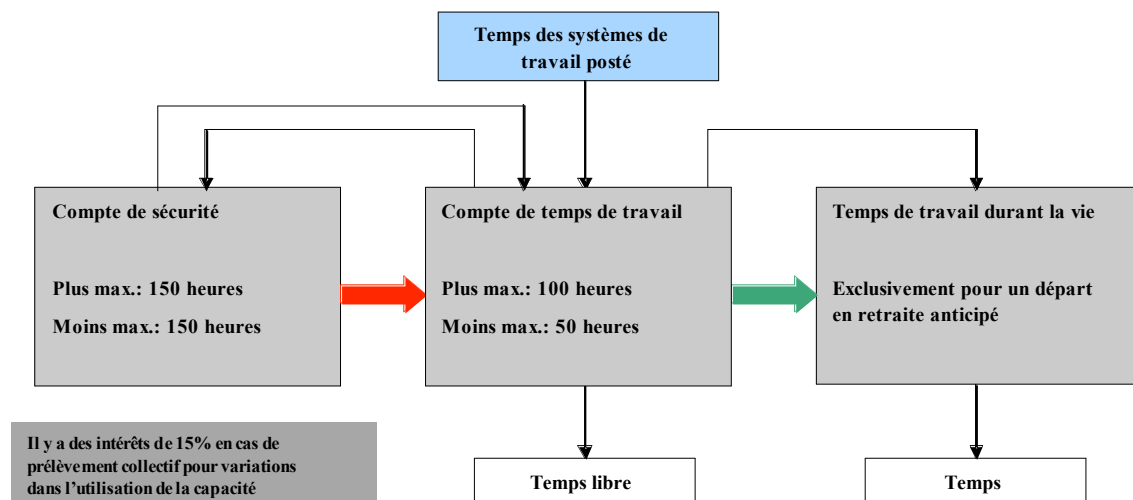 Temps des systèmes de
travail posté
Compte de sécurité
Plus max.: 150 heures
Moins max.: 150 heures
Compte de temps de travail
Plus max.: 100 heures
Moins max.: 50 heures
Temps de travail durant la vie
Exclusivement pour un départ
en retraite anticipé
Il y a des intérêts de 15% en cas de
prélèvement collectif pour variations
dans l’utilisation de la capacité
Temps libre
Temps